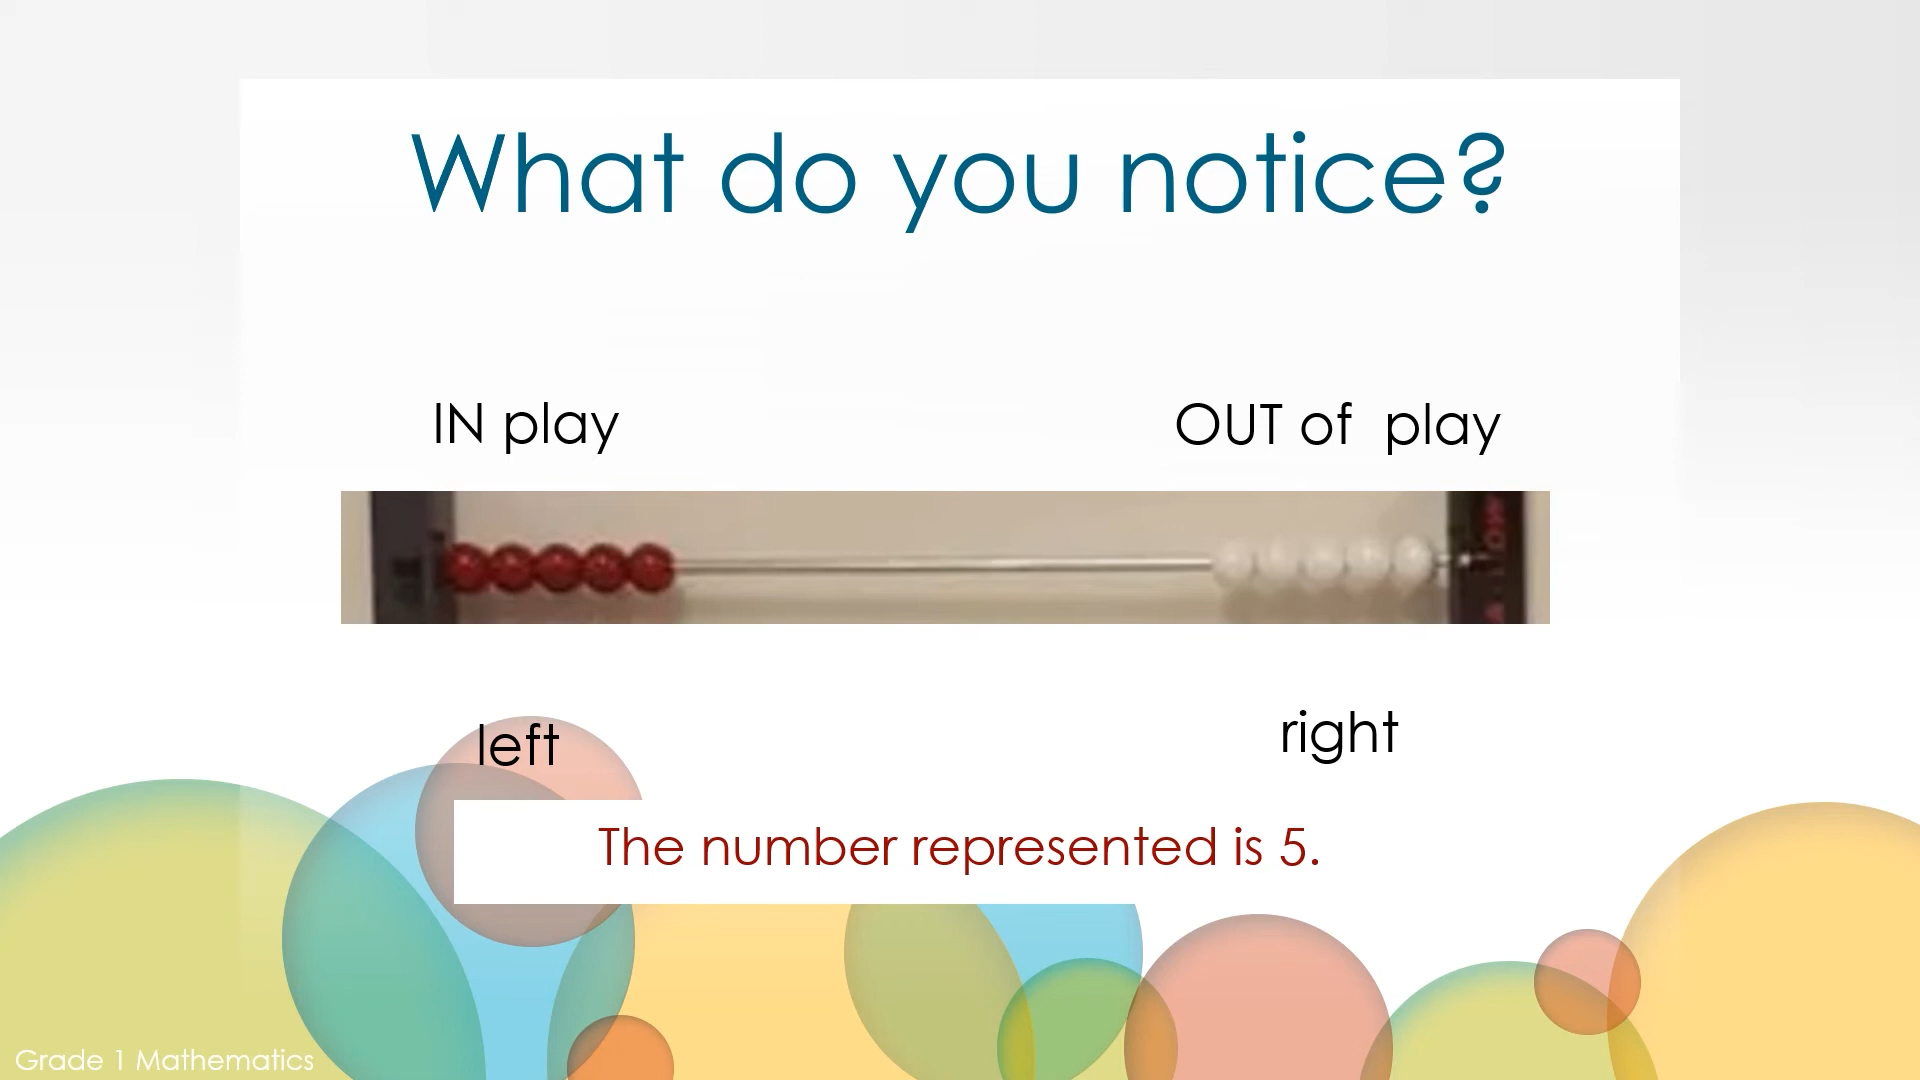 What do you notice?
IN play
OUT of play
left
right
The number represented is 5.
Grade 1 Mathematics